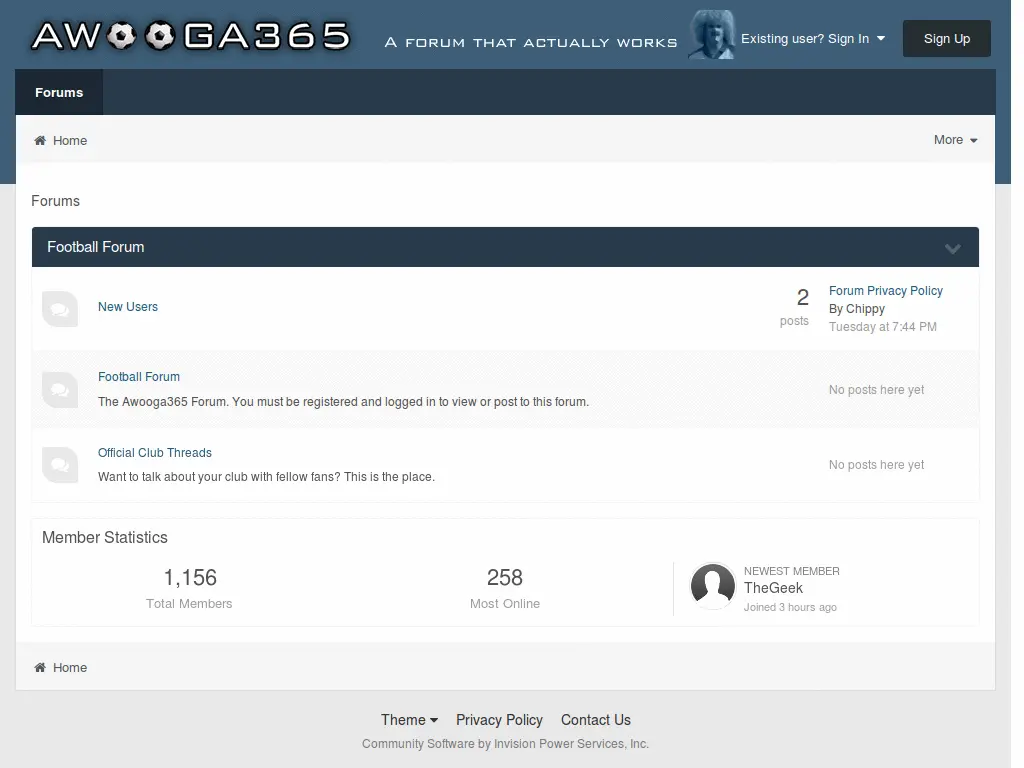 AWOOGA365
A FORUM THAT ACTUALLY WORKS
Existing user? Sign In
Sign Up
Forums
Home
More
Forums
Football Forum
New Users
2
posts
Forum Privacy Policy
By Chippy
Tuesday at 7:44 PM
Football Forum
The Awooga365 Forum. You must be registered and logged in to view or post to this forum.
No posts here yet
Official Club Threads
Want to talk about your club with fellow fans? This is the place.
No posts here yet
Member Statistics
1,156
Total Members
258
Most Online
NEWEST MEMBER
TheGeek
Joined 3 hours ago
Home
Theme
Privacy Policy
Contact Us
Community Software by Invision Power Services, Inc.